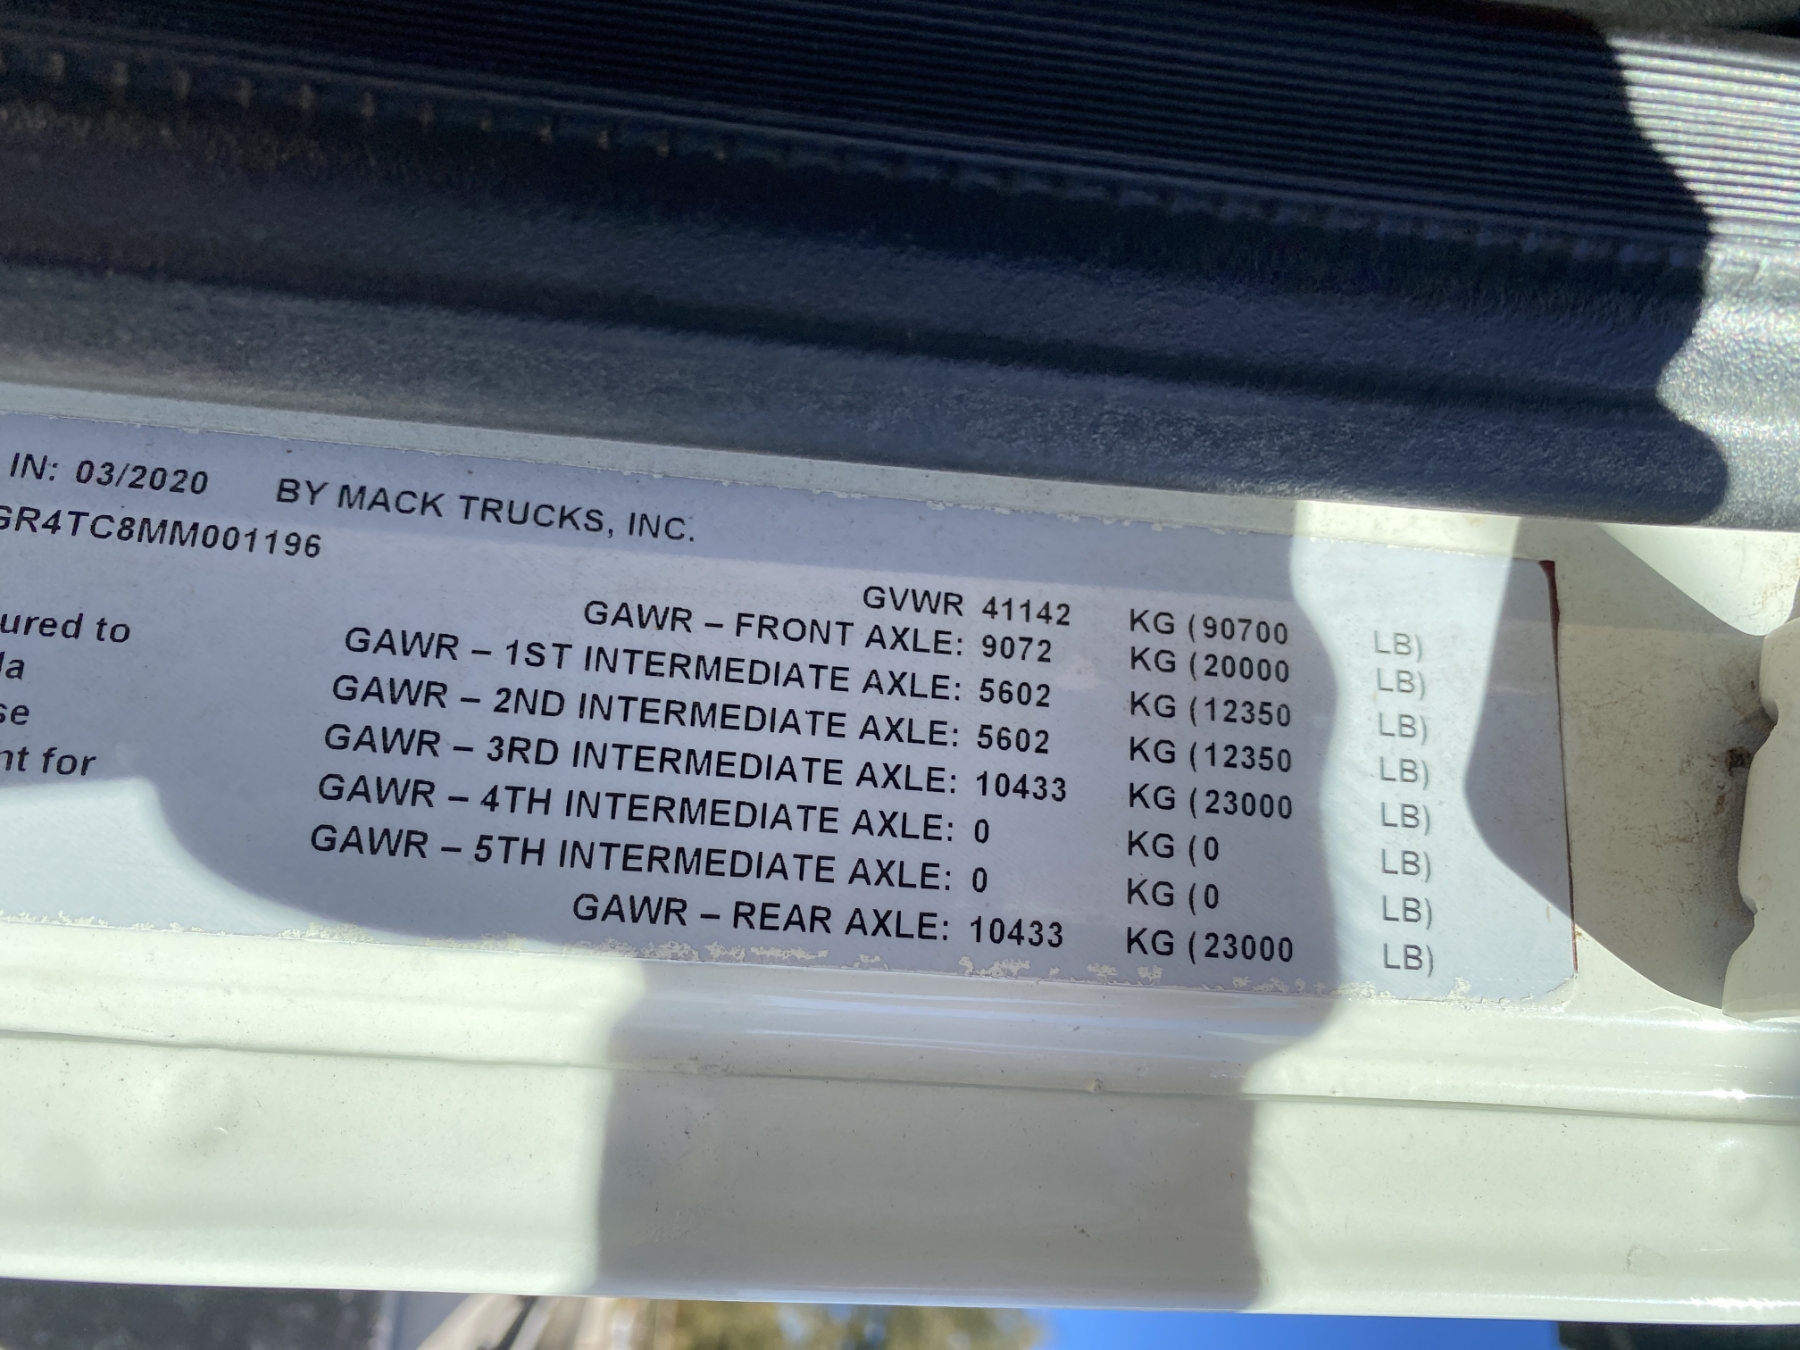 IN: 03/2020 BY MACK TRUCKS, INC.
GR4TC8MM001196
ured to
la
se
nt for
GVWR 41142 KG (90700 LB)
GAWR – FRONT AXLE: 9072 KG (20000 LB)
GAWR – 1ST INTERMEDIATE AXLE: 5602 KG (12350 LB)
GAWR – 2ND INTERMEDIATE AXLE: 5602 KG (12350 LB)
GAWR – 3RD INTERMEDIATE AXLE: 10433 KG (23000 LB)
GAWR – 4TH INTERMEDIATE AXLE: 0 KG (0 LB)
GAWR – 5TH INTERMEDIATE AXLE: 0 KG (0 LB)
GAWR – REAR AXLE: 10433 KG (23000 LB)